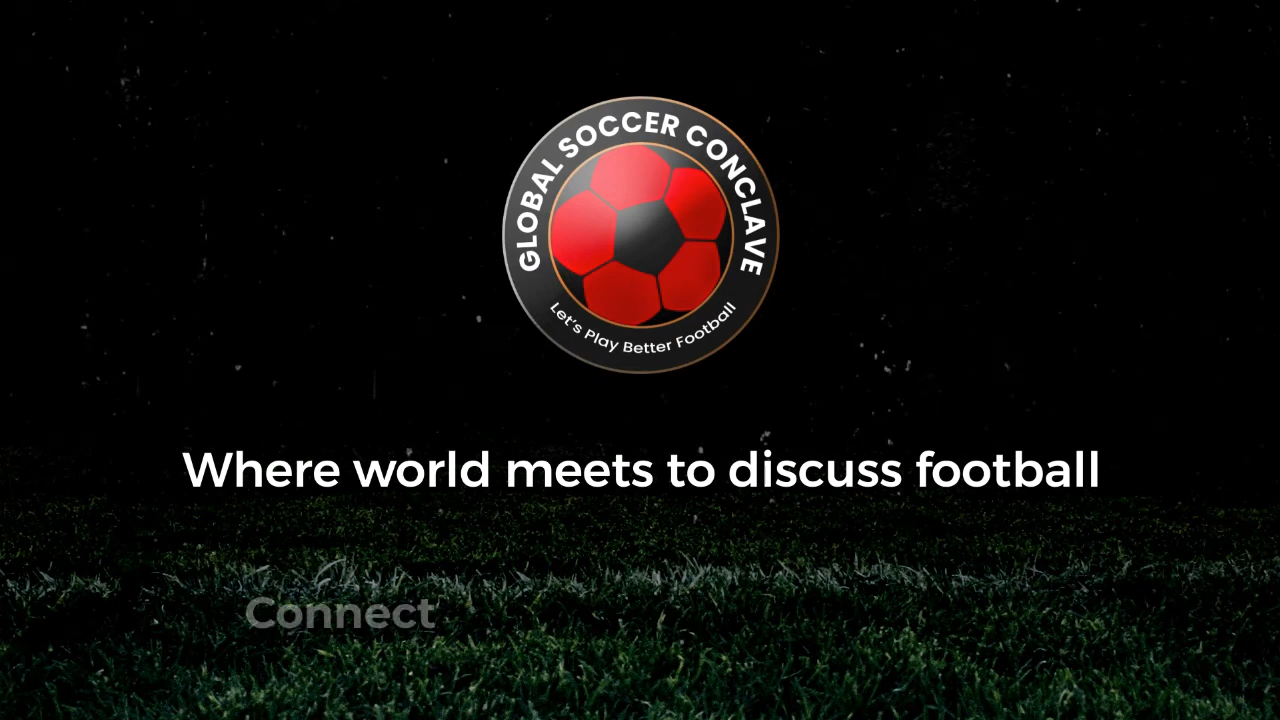 GLOBAL SOCCER CONCLAVE
Let's Play Better Football
Where world meets to discuss football
Connect